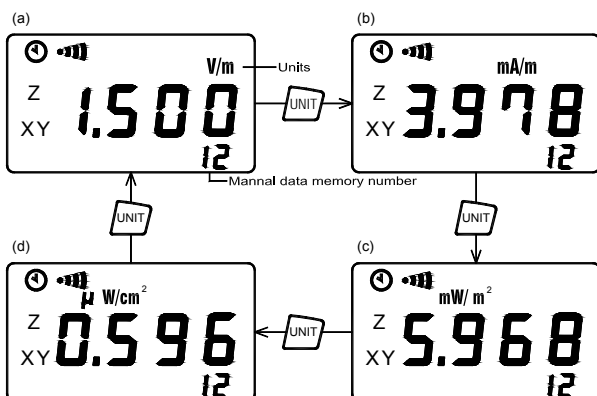 (a)
V/m
Units
Z
XY
1.500
12
Mannal data memory number
UNIT
(b)
mA/m
Z
XY
3.978
12
UNIT
(c)
mW/ m²
Z
XY
5.968
12
UNIT
(d)
µ W/cm²
Z
XY
0.596
12
UNIT